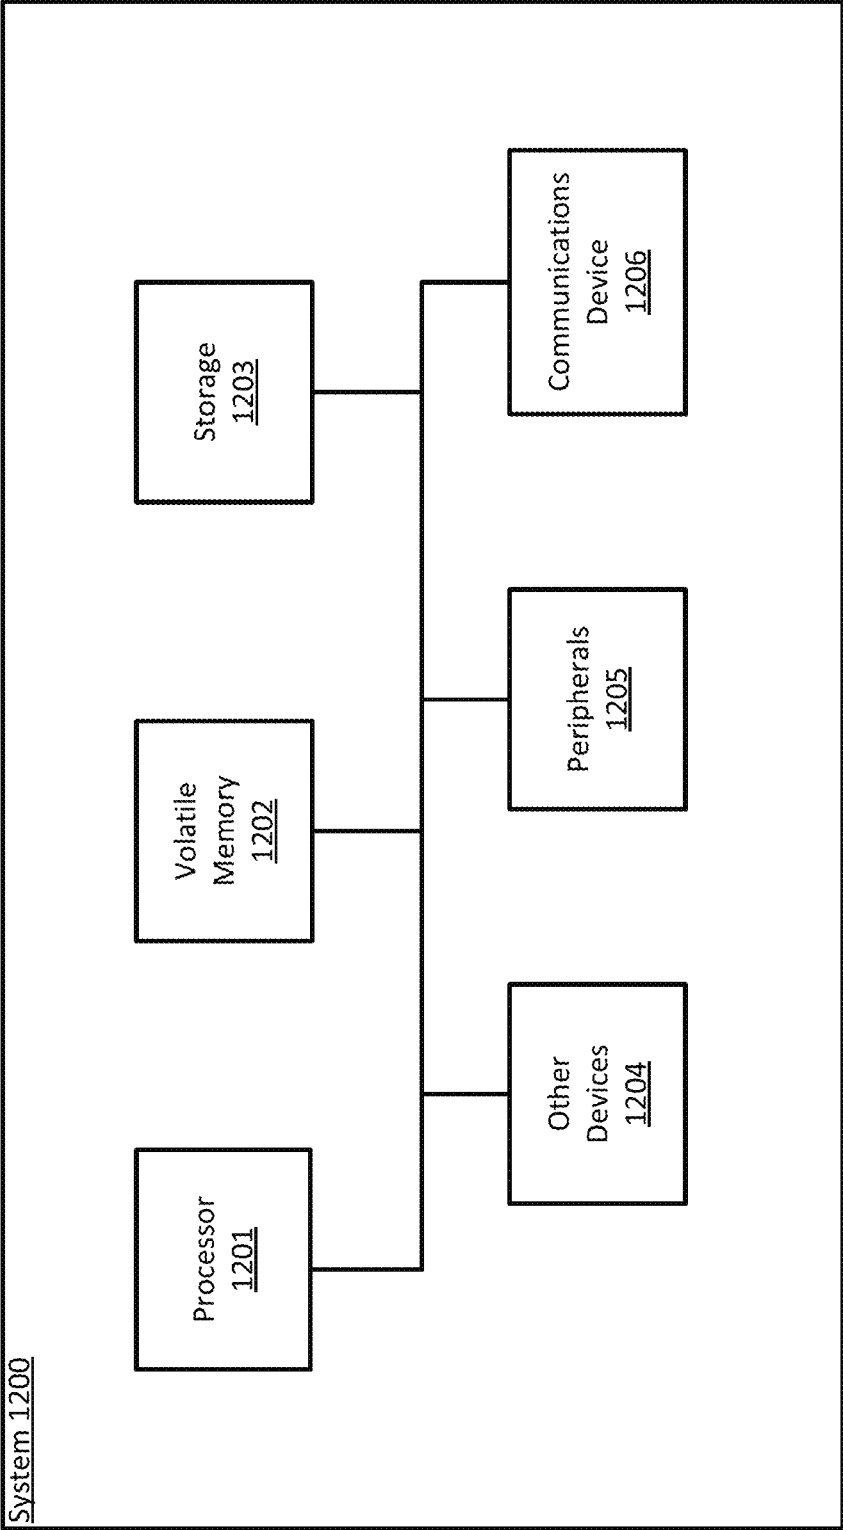 System 1200
Processor
1201
Volatile
Memory
1202
Storage
1203
Other
Devices
1204
Peripherals
1205
Communications
Device
1206